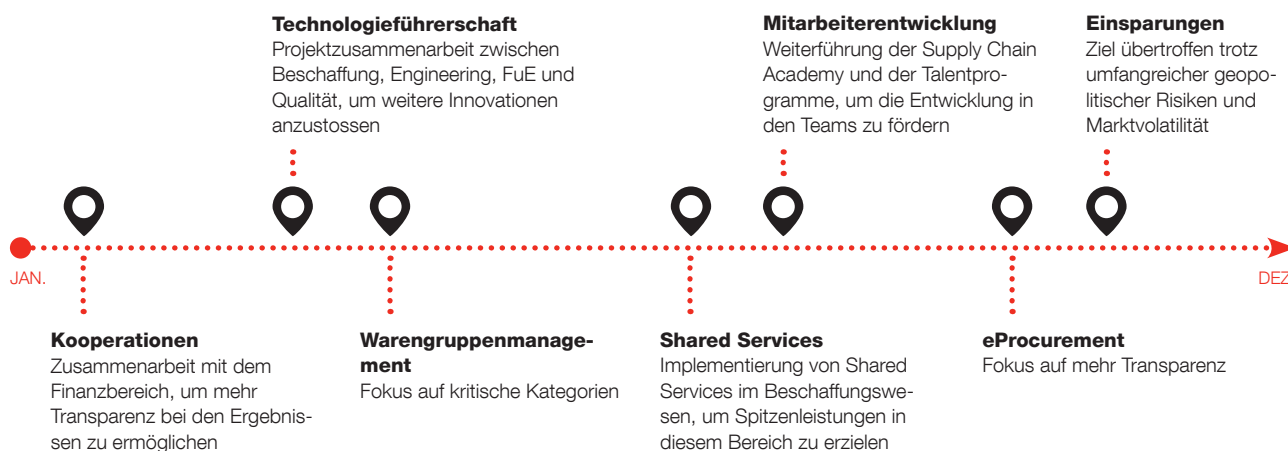 Technologieführerschaft
Projektzusammenarbeit zwischen
Beschaffung, Engineering, FuE und
Qualität, um weitere Innovationen
anzustossen
Mitarbeiterentwicklung
Weiterführung der Supply Chain
Academy und der Talentpro-
gramme, um die Entwicklung in
den Teams zu fördern
Einsparungen
Ziel übertroffen trotz
umfangreicher geopo-
litischer Risiken und
Marktvolatilität
JAN.
DEZ
Kooperationen
Zusammenarbeit mit dem
Finanzbereich, um mehr
Transparenz bei den Ergebnis-
sen zu ermöglichen
Warengruppenmanage-
ment
Fokus auf kritische Kategorien
Shared Services
Implementierung von Shared
Services im Beschaffungswe-
sen, um Spitzenleistungen in
diesem Bereich zu erzielen
eProcurement
Fokus auf mehr Transparenz